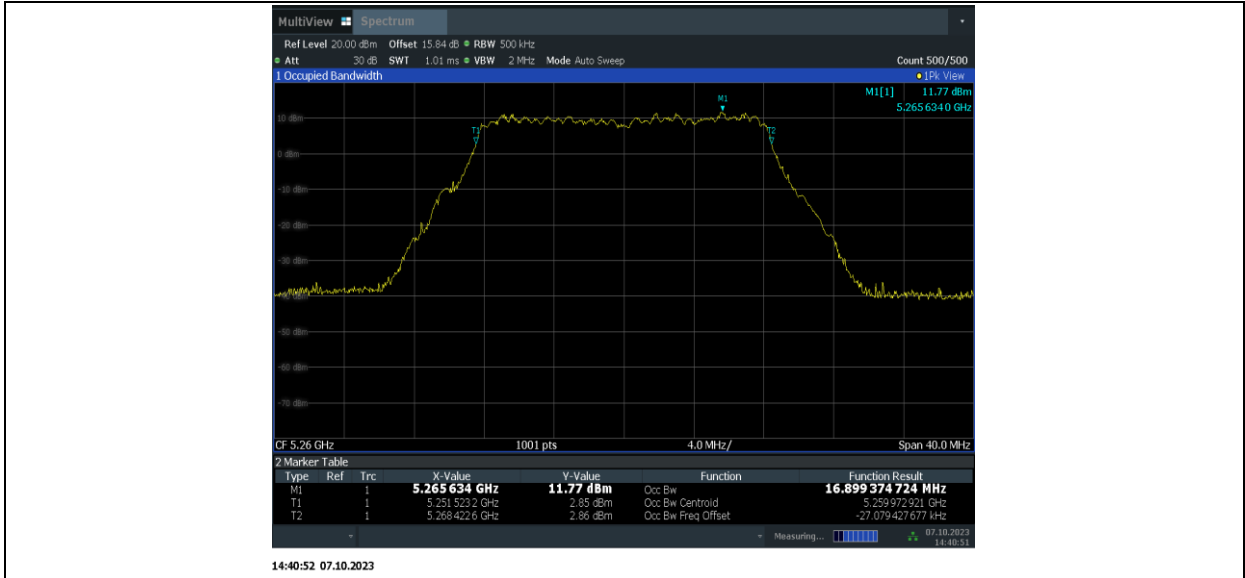 MultiView Spectrum
Ref Level 20.00 dBm Offset 15.84 dB RBW 500 kHz
Att 30 dB SWT 1.01 ms VBW 2 MHz Mode Auto Sweep Count 500/500
1 Occupied Bandwidth 1Pk View
M1[1] 11.77 dBm
5.265 634 0 GHz
M1
10 dBm
T1
T2
0 dBm
-10 dBm
-20 dBm
-30 dBm
-40 dBm
-50 dBm
-60 dBm
-70 dBm
CF 5.26 GHz 1001 pts 4.0 MHz/ Span 40.0 MHz
2 Marker Table
Type Ref Trc X-Value Y-Value Function Function Result
M1 1 5.265 634 GHz 11.77 dBm Occ Bw 16.899 374 724 MHz
T1 1 5.251 523 2 GHz 2.85 dBm Occ Bw Centroid 5.259 972 921 GHz
T2 1 5.268 422 6 GHz 2.86 dBm Occ Bw Freq Offset -27.079 427 677 kHz
Measuring... 07.10.2023
14:40:51
14:40:52 07.10.2023